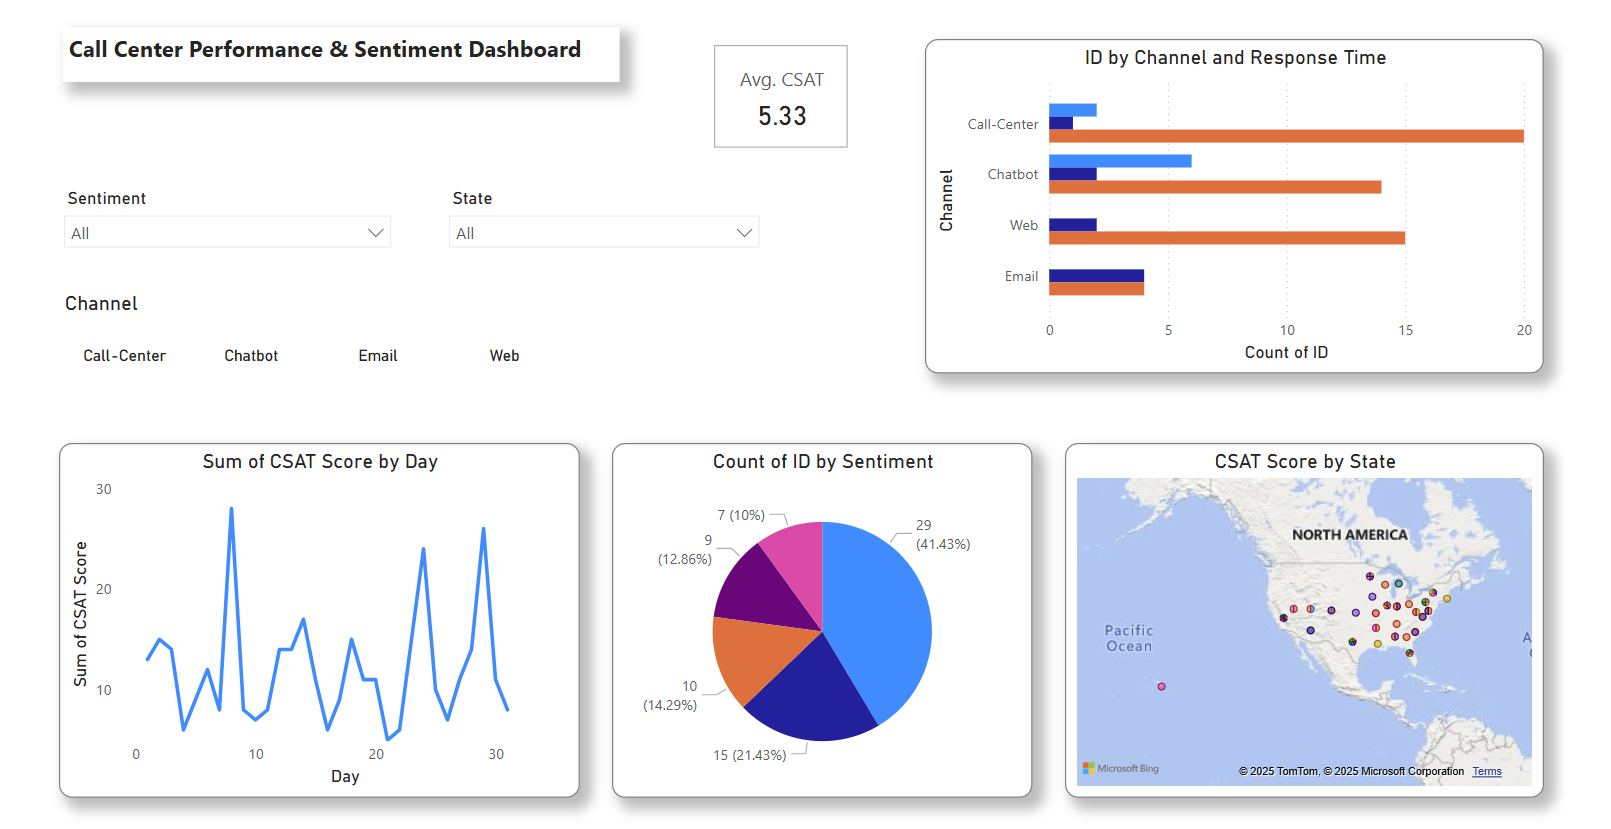 Call Center Performance & Sentiment Dashboard
Avg. CSAT
5.33
Sentiment
All
State
All
Channel
Call-Center
Chatbot
Email
Web
ID by Channel and Response Time
Channel
Call-Center
Chatbot
Web
Email
0
5
10
15
20
Count of ID
Sum of CSAT Score by Day
Sum of CSAT Score
30
20
10
0
10
20
30
Day
Count of ID by Sentiment
29
(41.43%)
15 (21.43%)
10
(14.29%)
9
(12.86%)
7 (10%)
CSAT Score by State
NORTH AMERICA
Pacific
Ocean
A
Microsoft Bing
© 2025 TomTom, © 2025 Microsoft Corporation
Terms